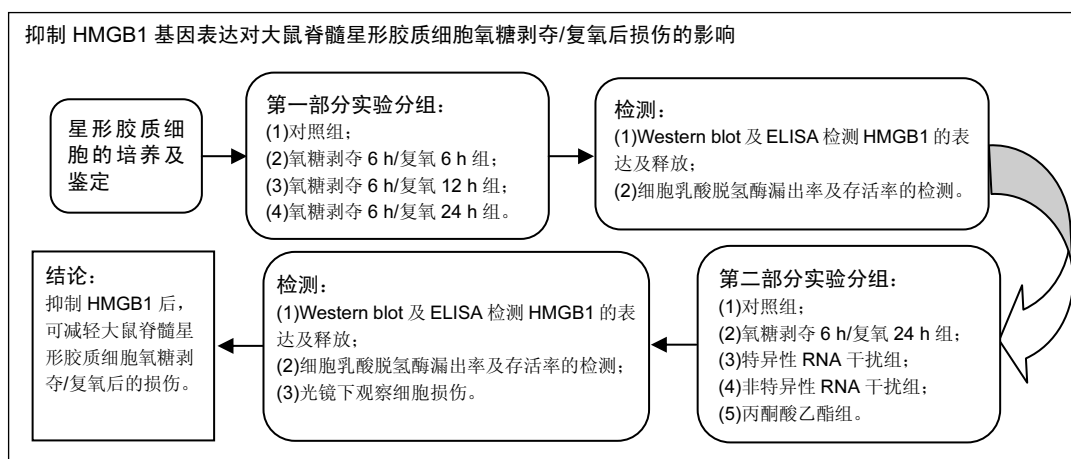 抑制 HMGB1 基因表达对大鼠脊髓星形胶质细胞氧糖剥夺/复氧后损伤的影响
星形胶质细
胞的培养及
鉴定
第一部分实验分组：
(1)对照组；
(2)氧糖剥夺 6 h/复氧 6 h 组；
(3)氧糖剥夺 6 h/复氧 12 h 组；
(4)氧糖剥夺 6 h/复氧 24 h 组。
检测：
(1)Western blot 及 ELISA 检测 HMGB1 的表
达及释放；
(2)细胞乳酸脱氢酶漏出率及存活率的检测。
第二部分实验分组：
(1)对照组；
(2)氧糖剥夺 6 h/复氧 24 h 组；
(3)特异性 RNA 干扰组；
(4)非特异性 RNA 干扰组；
(5)丙酮酸乙酯组。
检测：
(1)Western blot 及 ELISA 检测 HMGB1 的表
达及释放；
(2)细胞乳酸脱氢酶漏出率及存活率的检测；
(3)光镜下观察细胞损伤。
结论：
抑制 HMGB1 后，
可减轻大鼠脊髓星
形胶质细胞氧糖剥
夺/复氧后的损伤。